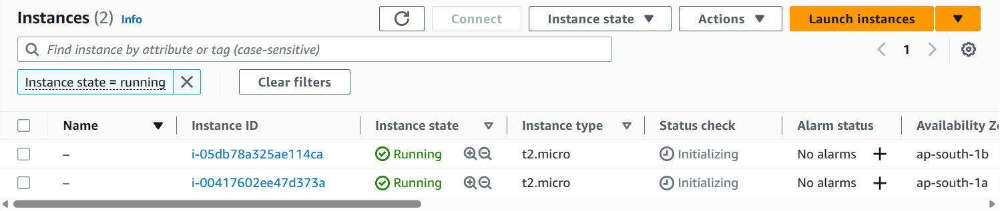 Instances (2) Info Connect Instance state Actions Launch instances
Find instance by attribute or tag (case-sensitive) 1
Instance state = running Clear filters
Name Instance ID Instance state Instance type Status check Alarm status Availability
– i-05db78a325ae114ca Running t2.micro Initializing No alarms + ap-south-1b
– i-00417602ee47d373a Running t2.micro Initializing No alarms + ap-south-1a